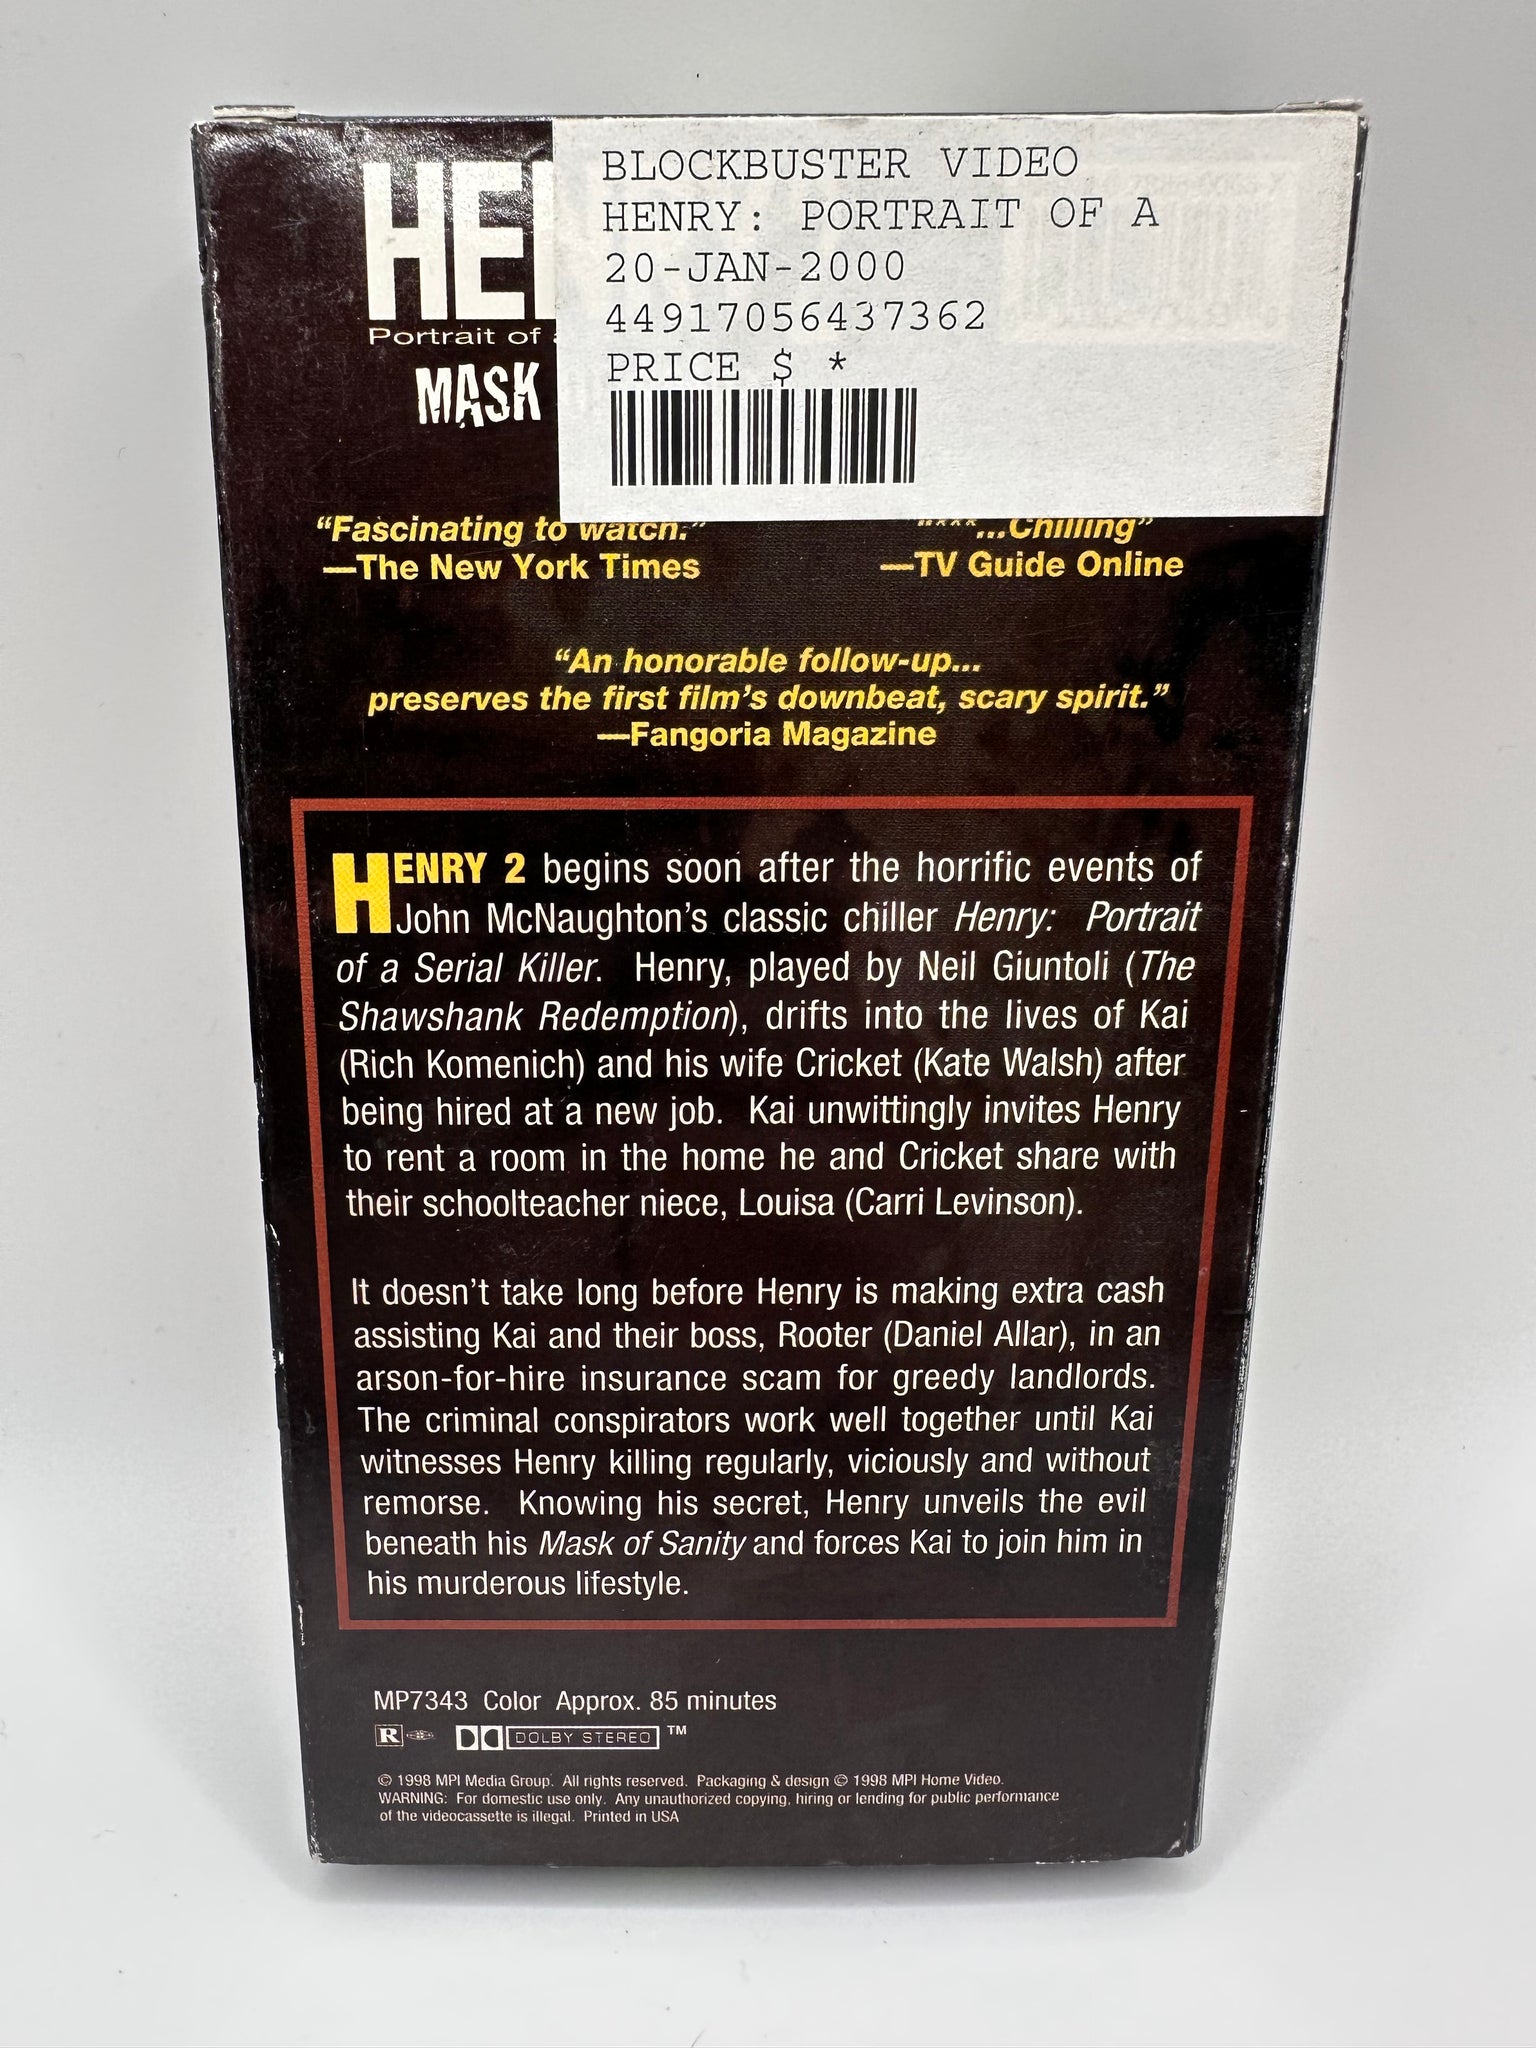 BLOCKBUSTER VIDEO
HENRY: PORTRAIT OF A
20-JAN-2000
44917056437362
PRICE $ *
HE
Portrait of
MASK
“Fascinating to watch.”
—The New York Times
“****...Chilling”
—TV Guide Online
“An honorable follow-up...
preserves the first film’s downbeat, scary spirit.”
—Fangoria Magazine
HENRY 2 begins soon after the horrific events of
John McNaughton’s classic chiller Henry: Portrait
of a Serial Killer. Henry, played by Neil Giuntoli (The
Shawshank Redemption), drifts into the lives of Kai
(Rich Komenich) and his wife Cricket (Kate Walsh) after
being hired at a new job. Kai unwittingly invites Henry
to rent a room in the home he and Cricket share with
their schoolteacher niece, Louisa (Carri Levinson).
It doesn’t take long before Henry is making extra cash
assisting Kai and their boss, Rooter (Daniel Allar), in an
arson-for-hire insurance scam for greedy landlords.
The criminal conspirators work well together until Kai
witnesses Henry killing regularly, viciously and without
remorse. Knowing his secret, Henry unveils the evil
beneath his Mask of Sanity and forces Kai to join him in
his murderous lifestyle.
MP7343 Color Approx. 85 minutes
R DOLBY STEREO ™
© 1998 MPI Media Group. All rights reserved. Packaging & design © 1998 MPI Home Video.
WARNING: For domestic use only. Any unauthorized copying, hiring or lending for public performance
of the videocassette is illegal. Printed in USA